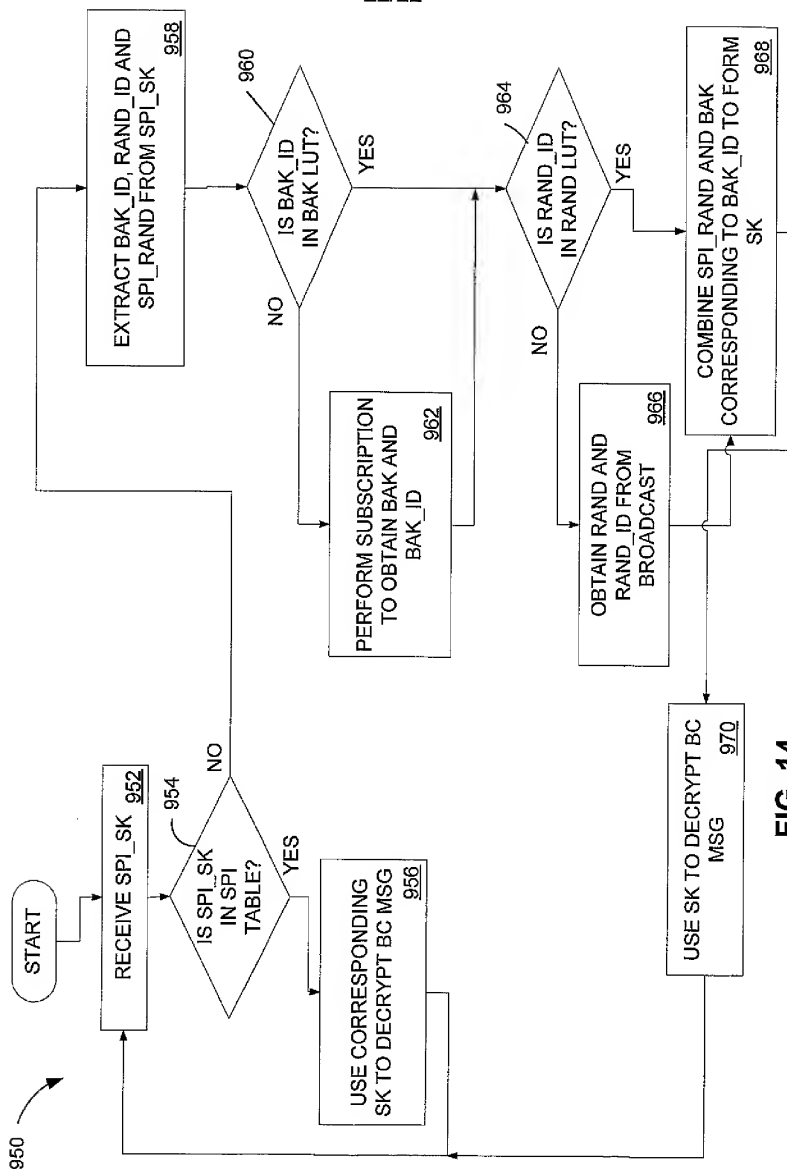 950
START
RECEIVE SPI_SK 952
954
IS SPI_SK
IN SPI
TABLE?
NO
YES
USE CORRESPONDING
SK TO DECRYPT BC MSG
956
EXTRACT BAK_ID, RAND_ID AND
SPI_RAND FROM SPI_SK
958
960
IS BAK_ID
IN BAK LUT?
NO
YES
PERFORM SUBSCRIPTION
TO OBTAIN BAK AND
BAK_ID
962
964
IS RAND_ID
IN RAND LUT?
NO
YES
OBTAIN RAND AND
RAND_ID FROM
BROADCAST
966
COMBINE SPI_RAND AND BAK
CORRESPONDING TO BAK_ID TO FORM
SK
968
USE SK TO DECRYPT BC
MSG
970
FIG. 14